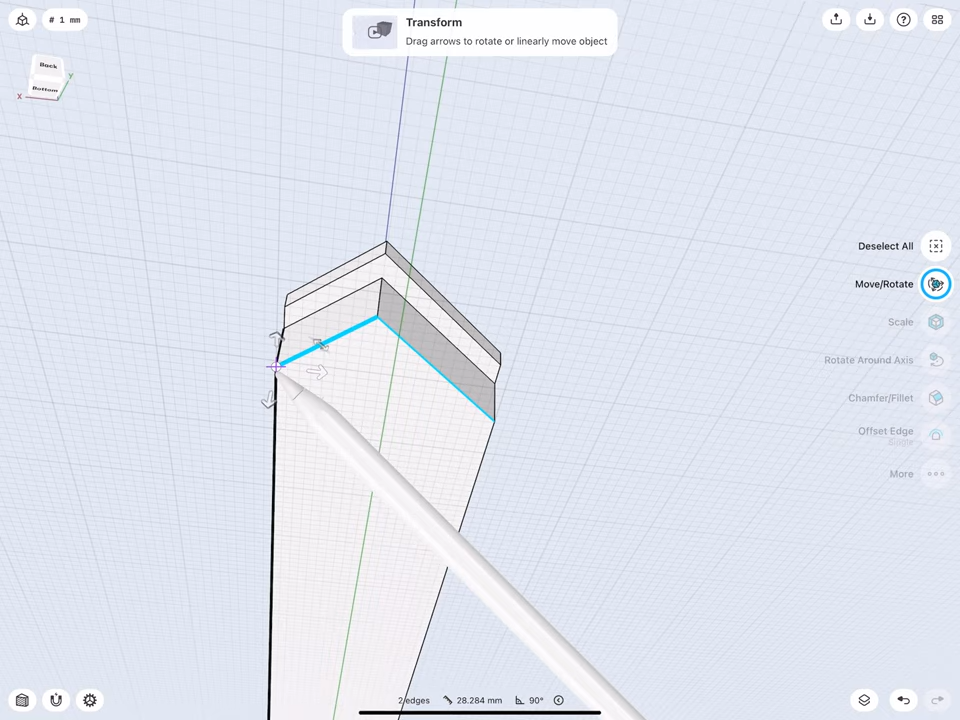 # 1 mm
Transform
Drag arrows to rotate or linearly move object
Back
Bottom
X
Y
Deselect All
Move/Rotate
Scale
Rotate Around Axis
Chamfer/Fillet
Offset Edge
Single
More
2 edges 28.284 mm 90°